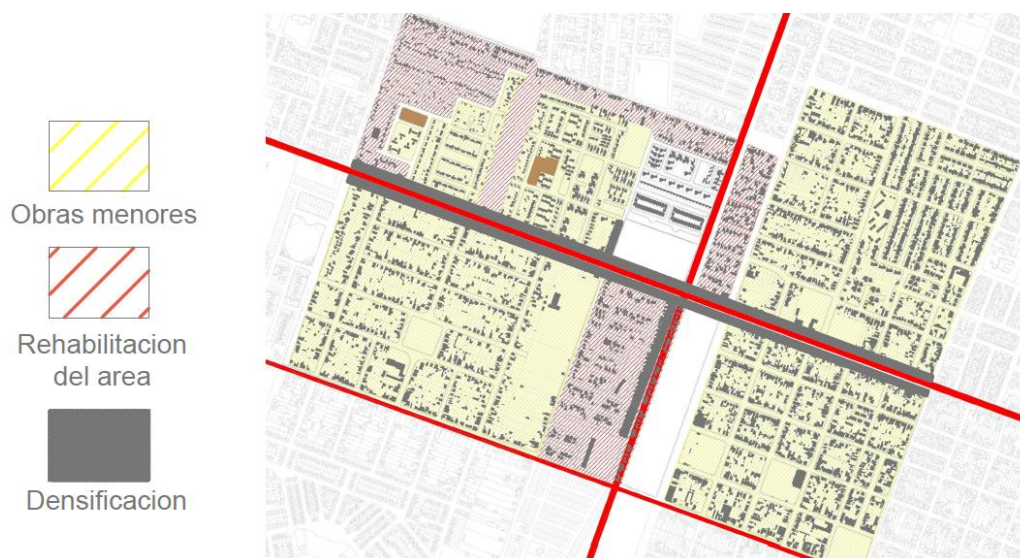 Obras menores
Rehabilitacion
del area
Densificacion